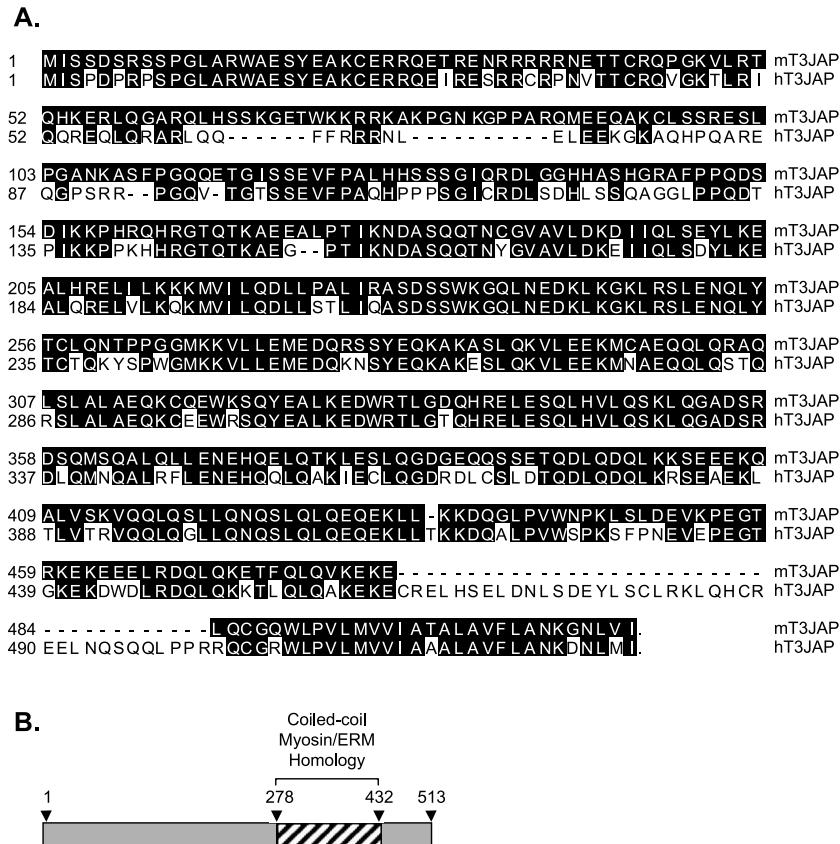 A.
1 MISSDSRSSPGLARWAESYEAKCERRQETRENRRRRRNETTCRQPGKVLRT mT3JAP
1 MISPDPRPSPGLARWAESYEAKCERRQEIRESRRCRPNVTTCRQVGKTLRI hT3JAP
52 QHKERLQGARQLHSSKGETWKKRRKAKPGNKGPPARQMEEQAKCLSSRESL mT3JAP
52 QQREQLQRARLQQ------FFRRRNL----------ELEEKGKAQHPQARE hT3JAP
103 PGANKASFPGQQETGISSEVFPALHHSSSGIQRDLGGHHASHGRAFPPQDS mT3JAP
87 QGPSRR--PGQV-TGTSSEVFPAQHPPPSGICRDLSDHLSSQAGGLPPQDT hT3JAP
154 DIKKPHRQHRGTQTKAEEALPTIKNDASQQTNCGVAVLDKDIIQLSEYLKE mT3JAP
135 PIKKPPKHHRGTQTKAEG--PTIKNDASQQTNYGVAVLDKEIIQLSDYLKE hT3JAP
205 ALHRELILKKKMVILQDLLPALIRASDSSWKGQLNEDKLKGKLRSLENQLY mT3JAP
184 ALQRELVLKQKMVILQDLLSTLIQASDSSWKGQLNEDKLKGKLRSLENQLY hT3JAP
256 TCLQNTPPGGMKKVLLEMEDQRSSYEQKAKASLQKVLEEKMCAEQQLQRAQ mT3JAP
235 TCTQKYSPWGMKKVLLEMEDQKNSYEQKAKESLQKVLEEKMNAEQQLQSTQ hT3JAP
307 LSLALAEQKCQEWKSQYEALKEDWRTLGDQHRELESQLHVLQSKLQGADSR mT3JAP
286 RSLALAEQKCEEWRSQYEALKEDWRTLGTQHRELESQLHVLQSKLQGADSR hT3JAP
358 DSQMSQALQLLENEHQELQTKLESLQGDGEQQSSETQDLQDQLKKSEEEKQ mT3JAP
337 DLQMNQALRFLENEHQQLQAKIECLQGDRDLCSLDTQDLQDQLKRSEAEKL hT3JAP
409 ALVSKVQQLQSLLQNQSLQLQEQEKLL-KKDQGLPVWNPKLSLDEVKPEGT mT3JAP
388 TLVTRVQQLQGLLQNQSLQLQEQEKLLTKKDQALPVWSPKSFPNEVEPEGT hT3JAP
459 RKEKEEELRDQLQKETFQLQVKEKE-------------------------- mT3JAP
439 GKEKDWDLRDQLQKKTLQLQAKEKECRELHSELDNLSDEYLSCLRKLQHCR hT3JAP
484 ------------LQCGQWLPVLMVVIATALAVFLANKGNLVI. mT3JAP
490 EELNQSQQLPPRRQCGRWLPVLMVVIAAALAVFLANKDNLMI. hT3JAP
B.
Coiled-coil
Myosin/ERM
Homology
1 278 432 513